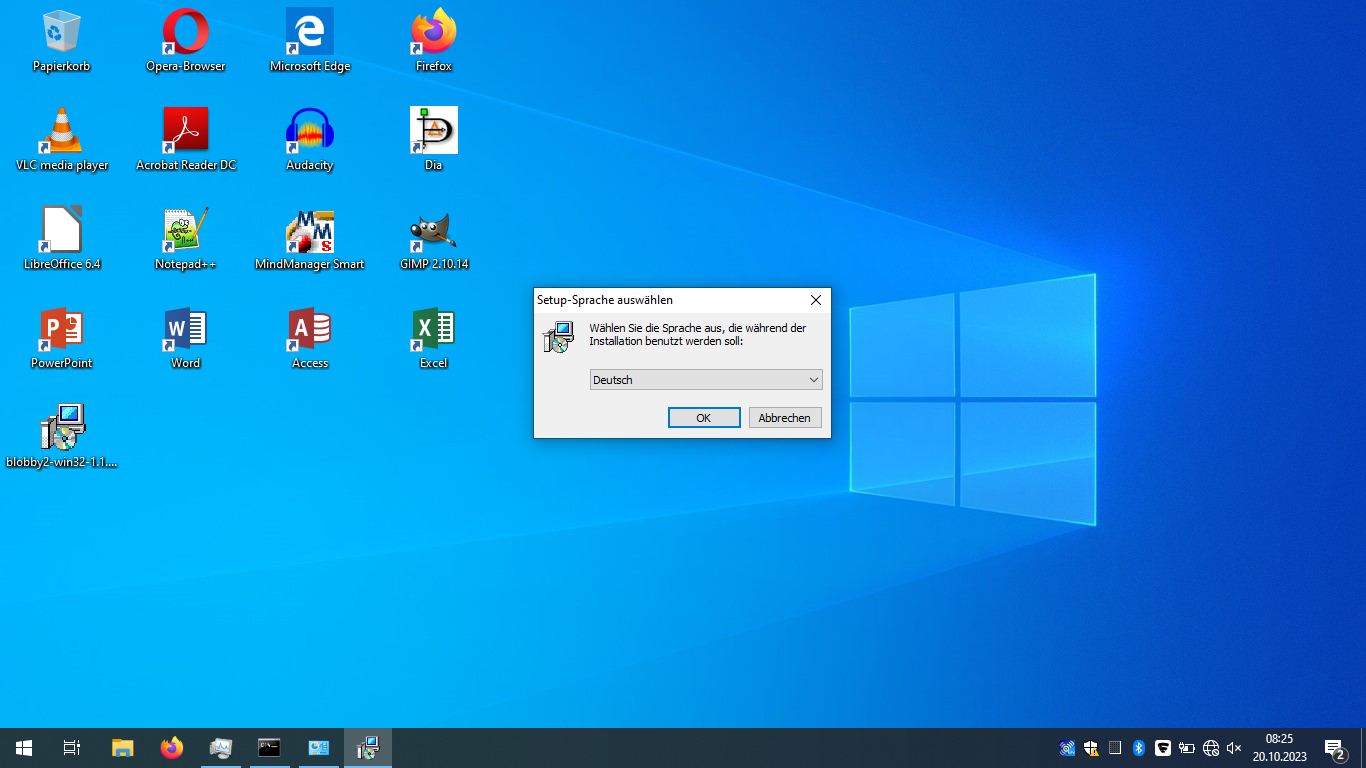 Papierkorb
Opera-Browser
Microsoft Edge
Firefox
VLC media player
Acrobat Reader DC
Audacity
Dia
LibreOffice 6.4
Notepad++
MindManager Smart
GIMP 2.10.14
PowerPoint
Word
Access
Excel
blobby2-win32-1.1....
Setup-Sprache auswählen
Wählen Sie die Sprache aus, die während der
Installation benutzt werden soll:
Deutsch
OK
Abbrechen
08:25
20.10.2023
2